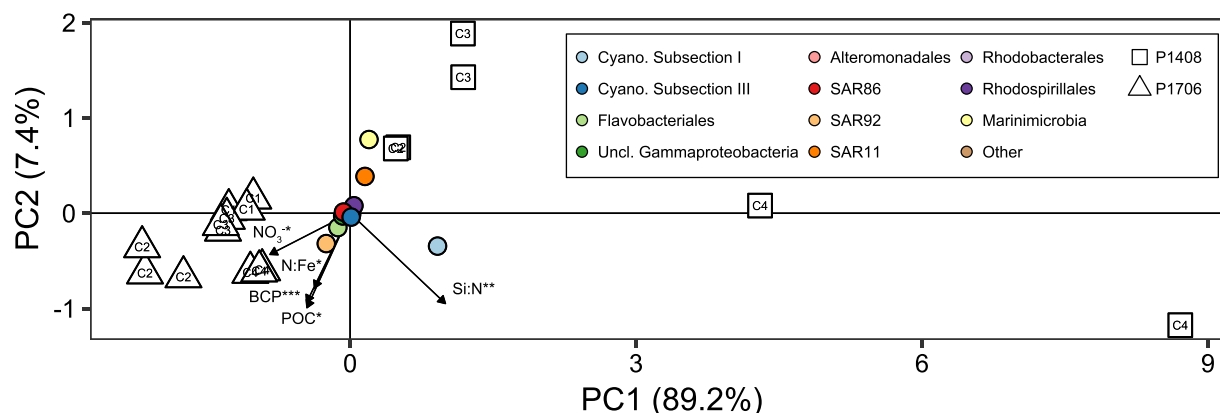 2
1
0
-1
PC2 (7.4%)
0
3
6
9
PC1 (89.2%)
Cyano. Subsection I
Cyano. Subsection III
Flavobacteriales
Uncl. Gammaproteobacteria
Alteromonadales
SAR86
SAR92
SAR11
Rhodobacterales
Rhodospirillales
Marinimicrobia
Other
P1408
P1706
C3
C3
C2
C2
C4
C4
C1
C1
C3
C3
C2
C2
C2
C4
NO₃-*
N:Fe*
BCP***
POC*
Si:N**